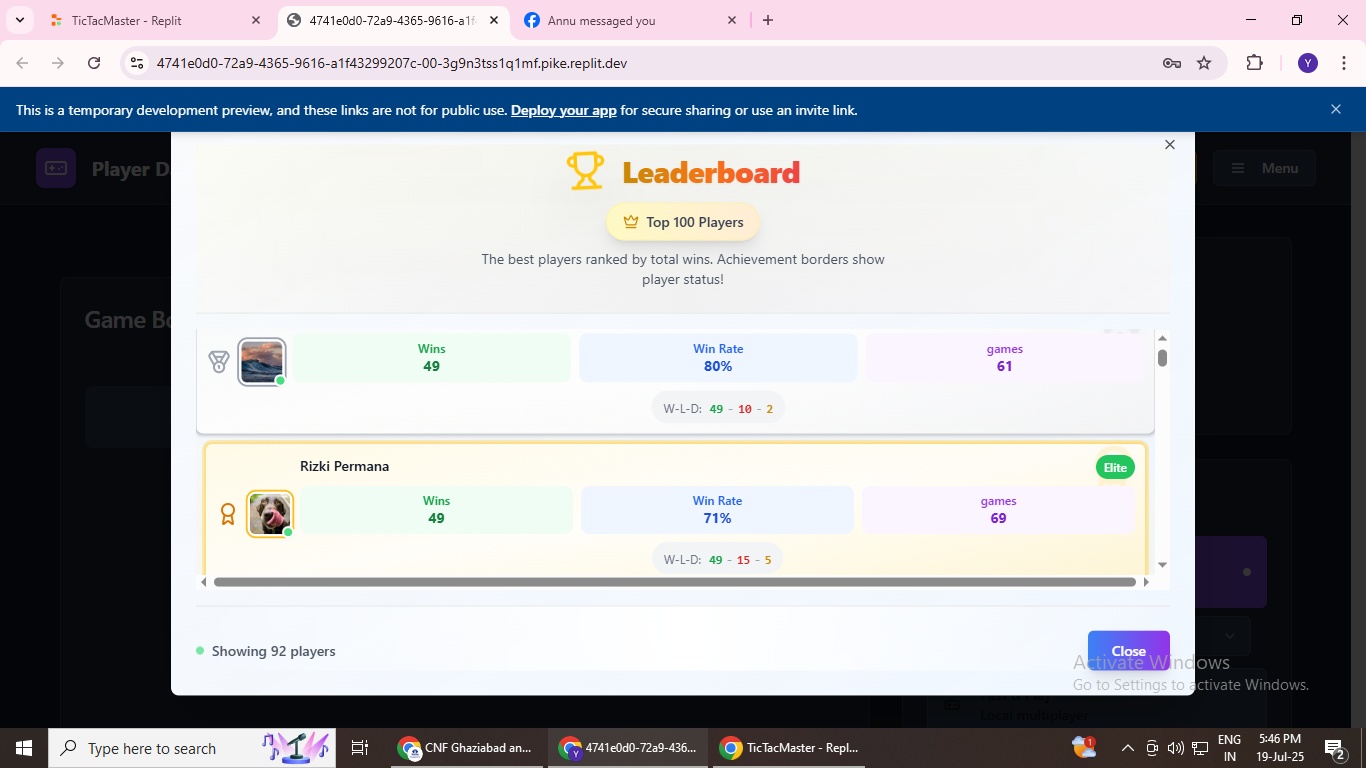 TicTacMaster - Replit
4741e0d0-72a9-4365-9616-a1f4
Annu messaged you
4741e0d0-72a9-4365-9616-a1f43299207c-00-3g9n3tss1q1mf.pike.replit.dev
Y
This is a temporary development preview, and these links are not for public use. Deploy your app for secure sharing or use an invite link.
Player D
Menu
Leaderboard
Top 100 Players
The best players ranked by total wins. Achievement borders show
player status!
Game Bo
Wins
49
Win Rate
80%
games
61
W-L-D: 49 - 10 - 2
Rizki Permana
Elite
Wins
49
Win Rate
71%
games
69
W-L-D: 49 - 15 - 5
Showing 92 players
Close
Activate Windows
Go to Settings to activate Windows.
Local multiplayer
Type here to search
CNF Ghaziabad an...
4741e0d0-72a9-436...
TicTacMaster - Repl...
1
ENG
IN
5:46 PM
19-Jul-25
2